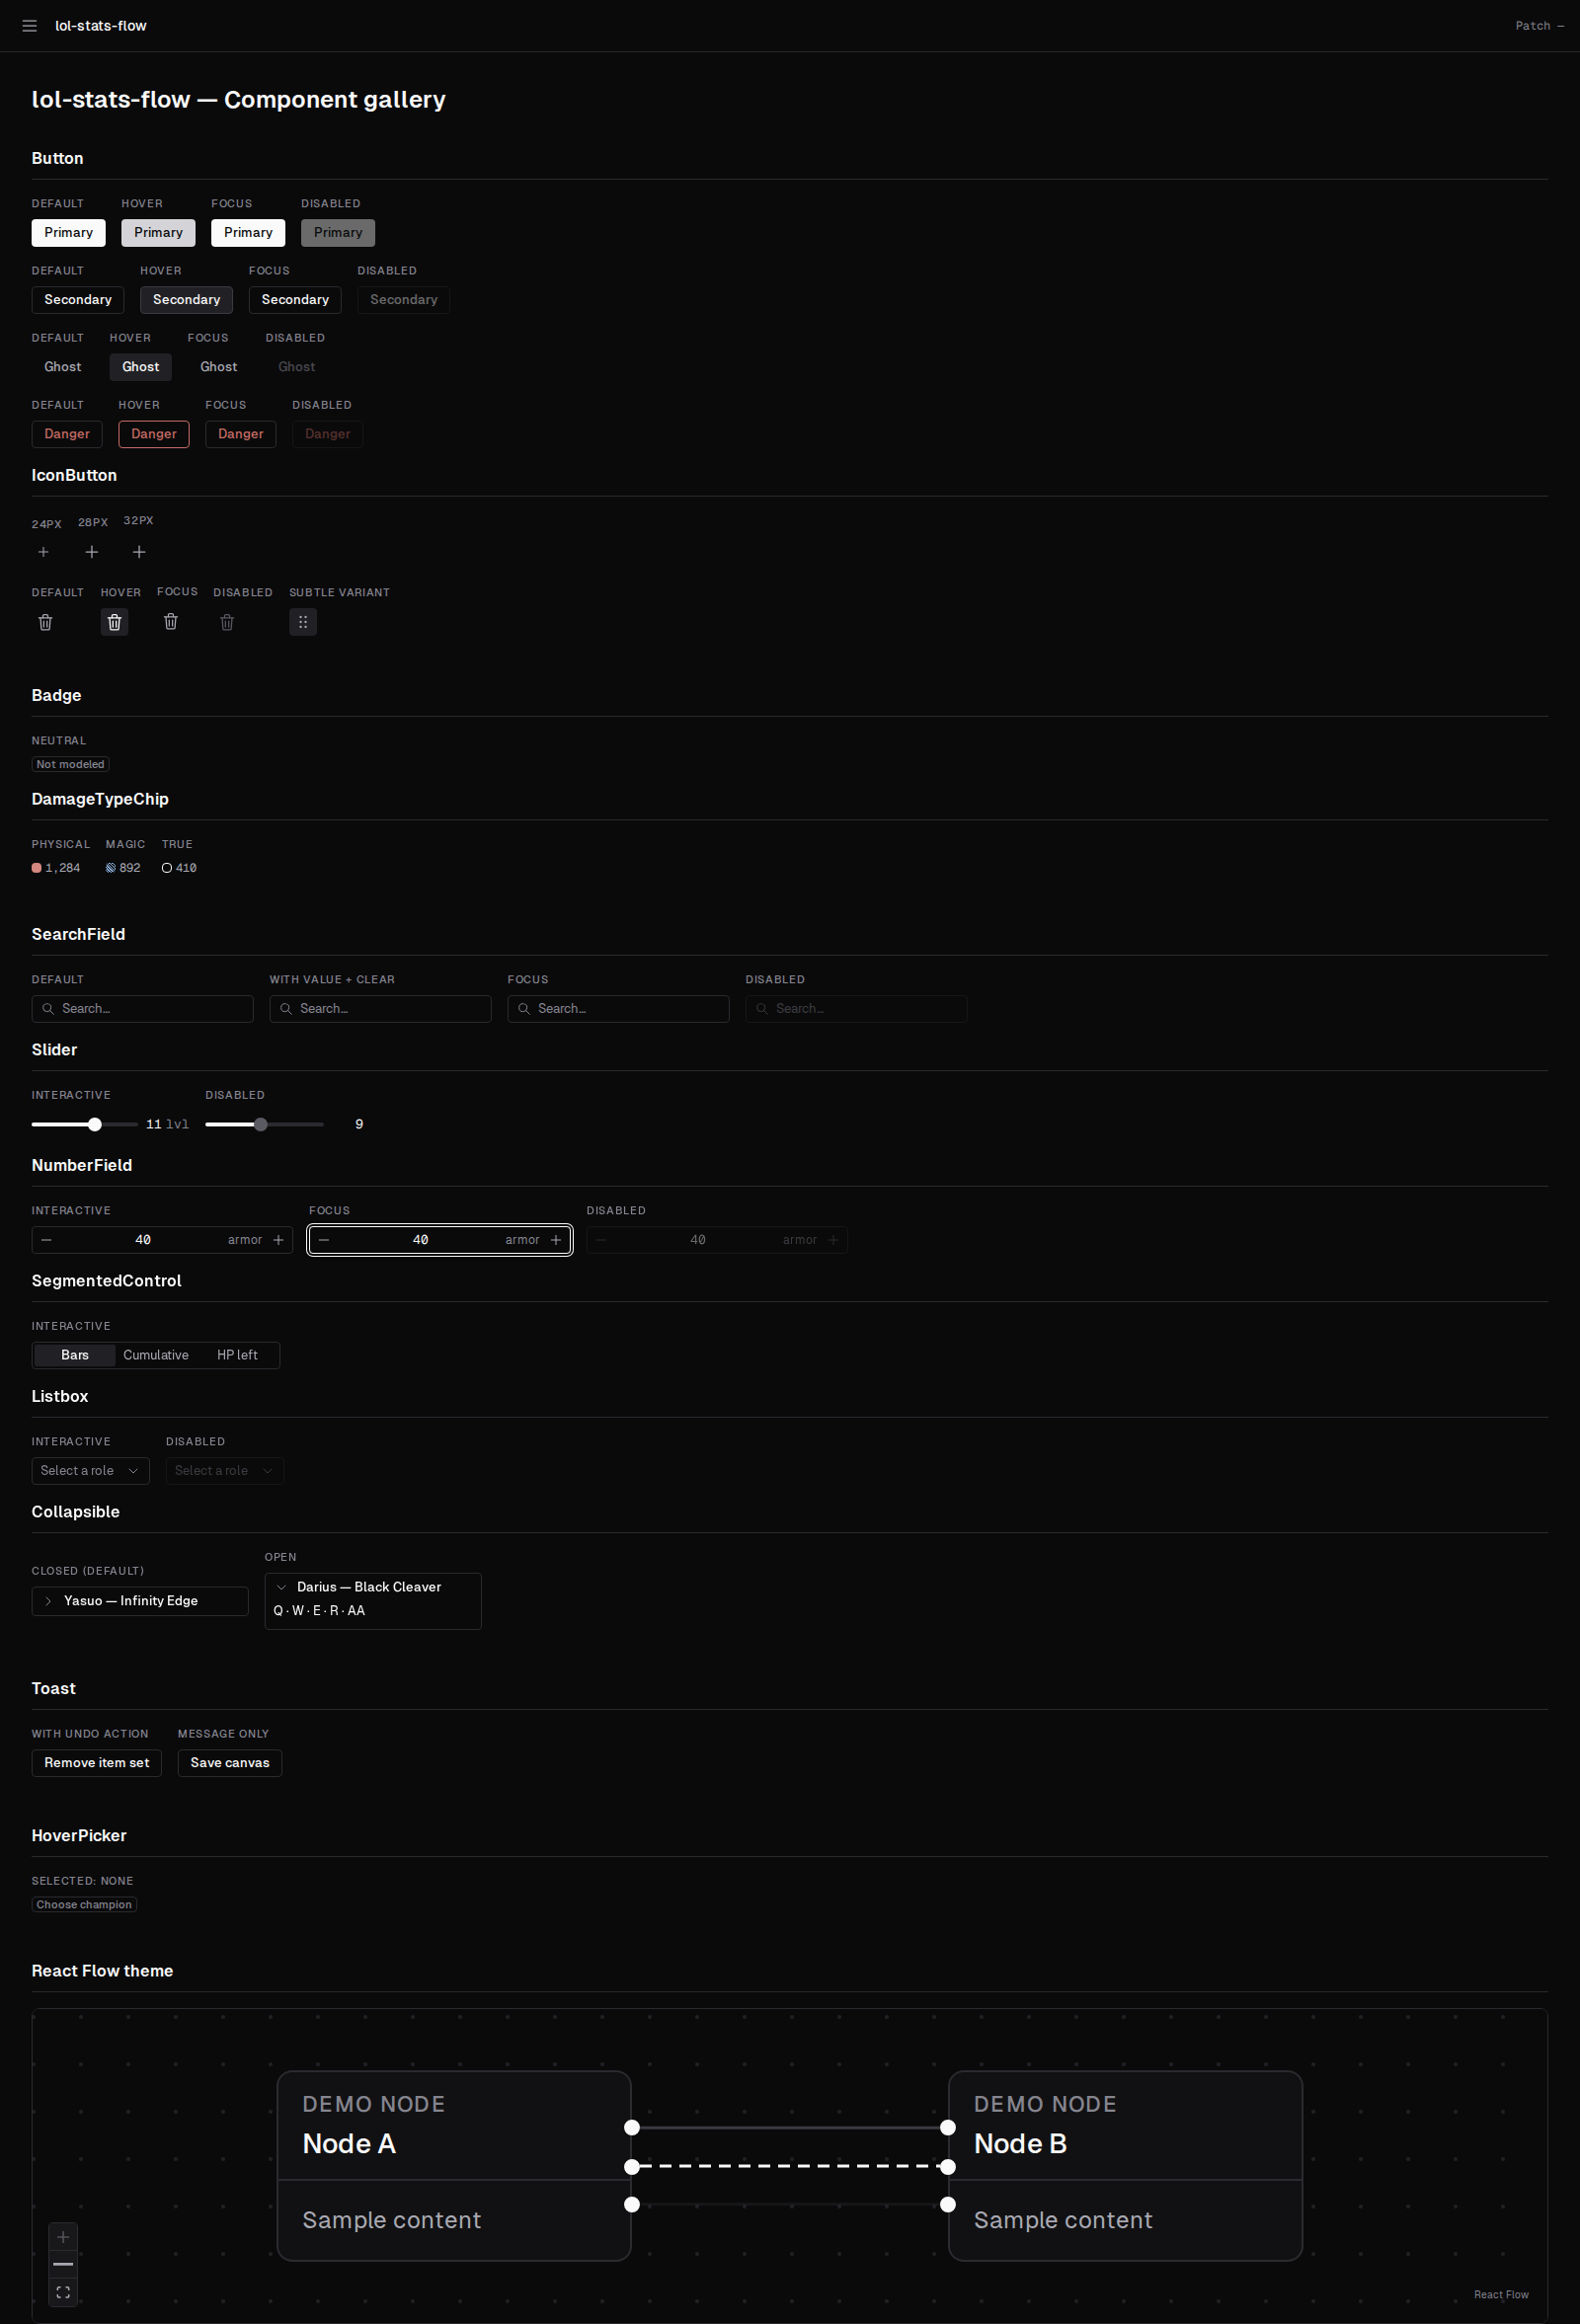 lol-stats-flow Patch —
lol-stats-flow — Component gallery
Button
DEFAULT HOVER FOCUS DISABLED
Primary Primary Primary Primary
DEFAULT HOVER FOCUS DISABLED
Secondary Secondary Secondary Secondary
DEFAULT HOVER FOCUS DISABLED
Ghost Ghost Ghost Ghost
DEFAULT HOVER FOCUS DISABLED
Danger Danger Danger Danger
IconButton
24PX 28PX 32PX
DEFAULT HOVER FOCUS DISABLED SUBTLE VARIANT
Badge
NEUTRAL
Not modeled
DamageTypeChip
PHYSICAL MAGIC TRUE
1,284 892 410
SearchField
DEFAULT WITH VALUE + CLEAR FOCUS DISABLED
Search… Search… Search… Search…
Slider
INTERACTIVE DISABLED
11 lvl 9
NumberField
INTERACTIVE FOCUS DISABLED
40 armor 40 armor 40 armor
SegmentedControl
INTERACTIVE
Bars Cumulative HP left
Listbox
INTERACTIVE DISABLED
Select a role Select a role
Collapsible
CLOSED (DEFAULT) OPEN
Yasuo — Infinity Edge Darius — Black Cleaver
Q · W · E · R · AA
Toast
WITH UNDO ACTION MESSAGE ONLY
Remove item set Save canvas
HoverPicker
SELECTED: NONE
Choose champion
React Flow theme
DEMO NODE DEMO NODE
Node A Node B
Sample content Sample content
React Flow